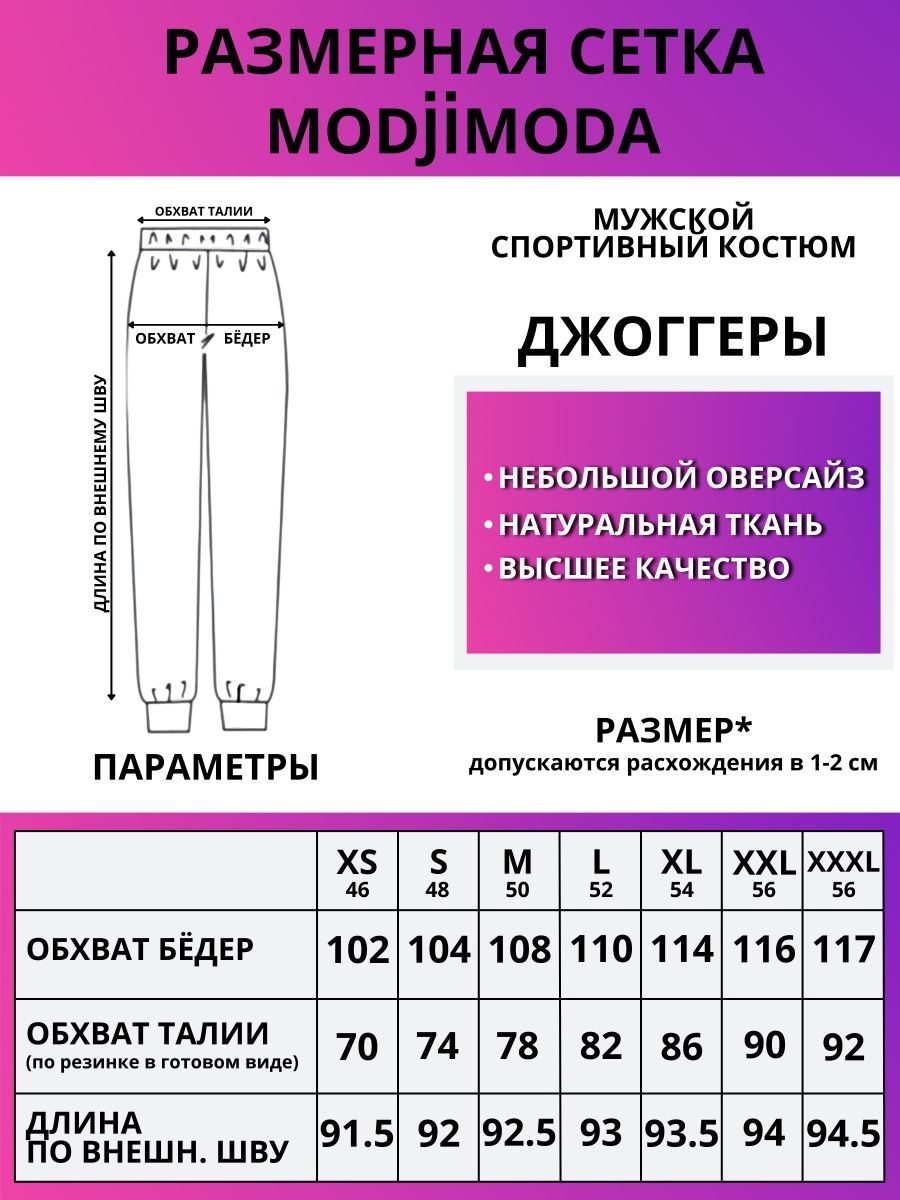 РАЗМЕРНАЯ СЕТКА
MODjiMODA
ОБХВАТ ТАЛИИ
ОБХВАТ БЁДЕР
ДЛИНА ПО ВНЕШНЕМУ ШВУ
ПАРАМЕТРЫ
МУЖСКОЙ
СПОРТИВНЫЙ КОСТЮМ
ДЖОГГЕРЫ
• НЕБОЛЬШОЙ ОВЕРСАЙЗ
• НАТУРАЛЬНАЯ ТКАНЬ
• ВЫСШЕЕ КАЧЕСТВО
РАЗМЕР*
допускаются расхождения в 1-2 см
XS S M L XL XXL XXXL
46 48 50 52 54 56 56
ОБХВАТ БЁДЕР 102 104 108 110 114 116 117
ОБХВАТ ТАЛИИ
(по резинке в готовом виде) 70 74 78 82 86 90 92
ДЛИНА
ПО ВНЕШН. ШВУ 91.5 92 92.5 93 93.5 94 94.5